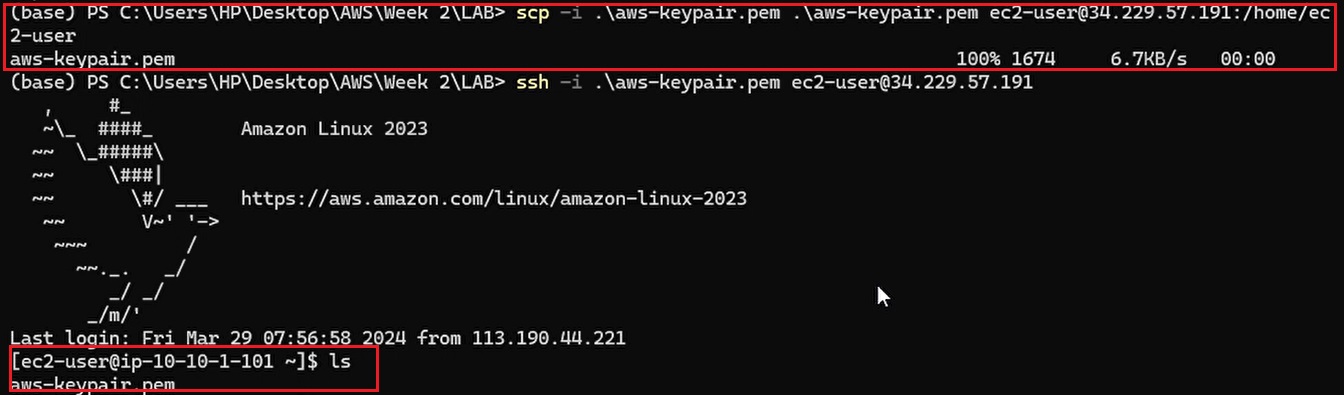 (base) PS C:\Users\HP\Desktop\AWS\Week 2\LAB> scp -i .\aws-keypair.pem .\aws-keypair.pem ec2-user@34.229.57.191:/home/ec
2-user
aws-keypair.pem                                                                    100% 1674     6.7KB/s   00:00
(base) PS C:\Users\HP\Desktop\AWS\Week 2\LAB> ssh -i .\aws-keypair.pem ec2-user@34.229.57.191
   ,     #_
   ~\_  ####_        Amazon Linux 2023
  ~~  \_#####\
  ~~     \###|
  ~~       \#/ ___   https://aws.amazon.com/linux/amazon-linux-2023
   ~~       V~' '->
    ~~~         /
      ~~._.   _/
         _/ _/
       _/m/'
Last login: Fri Mar 29 07:56:58 2024 from 113.190.44.221
[ec2-user@ip-10-10-1-101 ~]$ ls
aws-keypair.pem